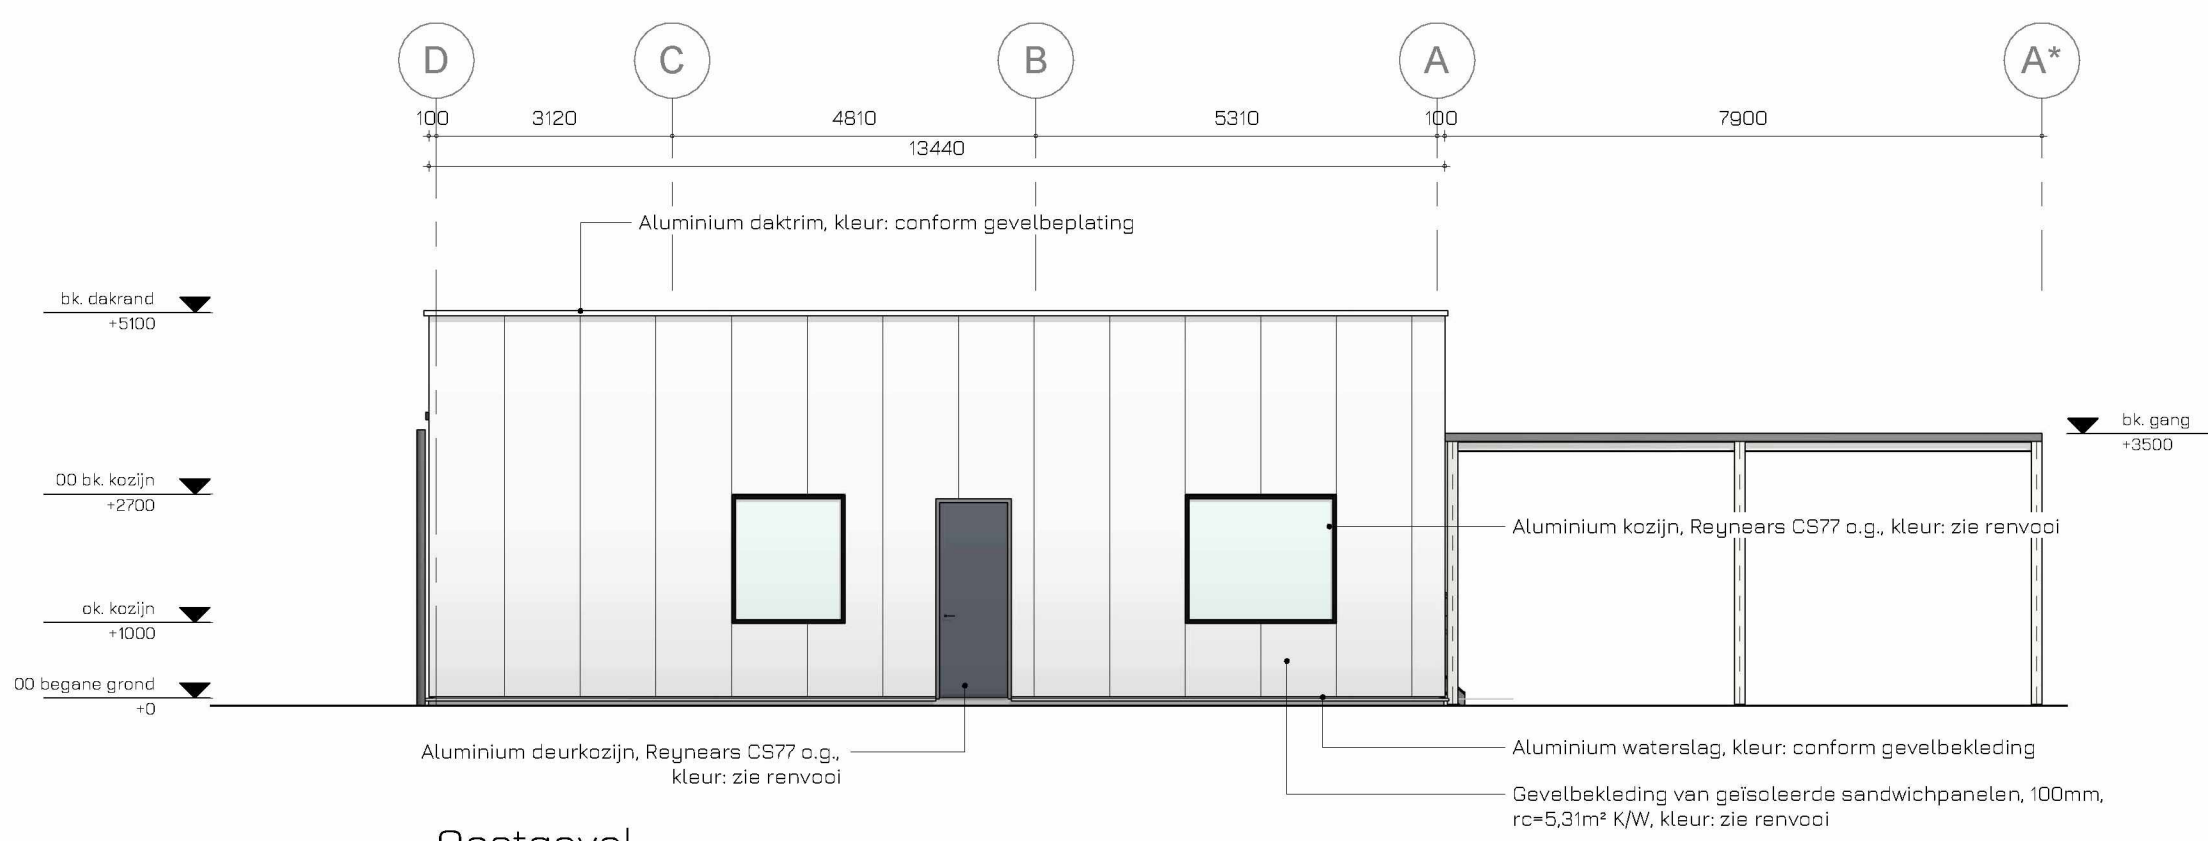 D
C
B
A
A*
100
3120
4810
5310
100
7900
13440
Aluminium daktrim, kleur: conform gevelbeplating
bk. dakrand
+5100
bk. gang
+3500
00 bk. kozijn
+2700
Aluminium kozijn, Reynears CS77 o.g., kleur: zie renvooi
ok. kozijn
+1000
00 begane grond
+0
Aluminium deurkozijn, Reynears CS77 o.g.,
kleur: zie renvooi
Aluminium waterslag, kleur: conform gevelbekleding
Gevelbekleding van geïsoleerde sandwichpanelen, 100mm,
rc=5,31m² K/W, kleur: zie renvooi